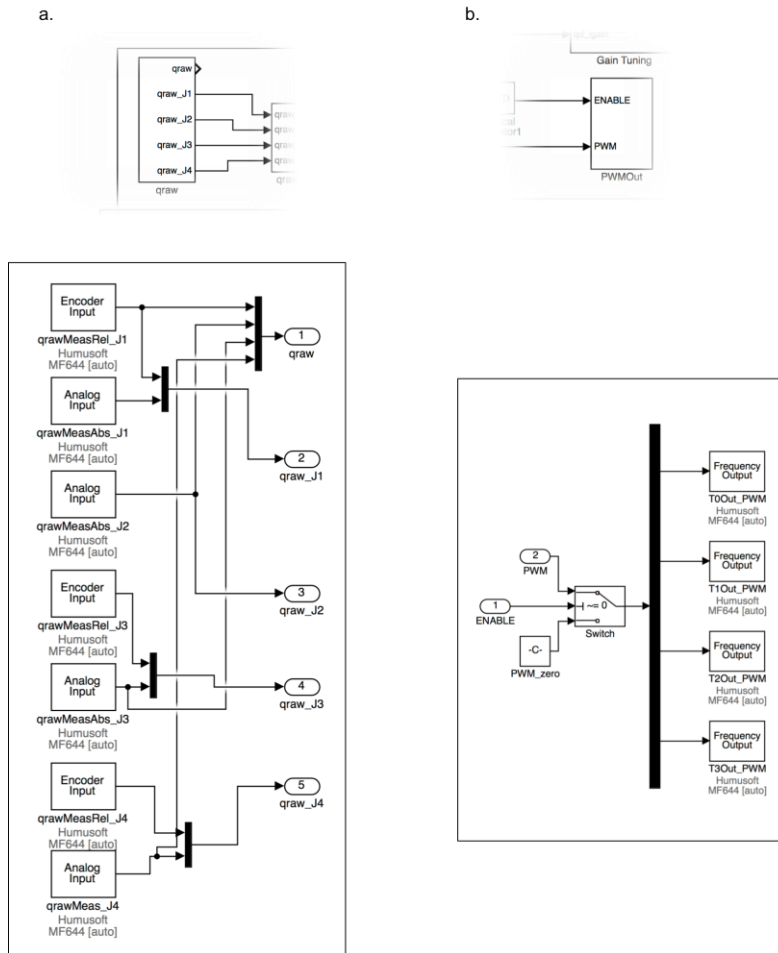 a.
qraw
qraw_J1
qraw_J2
qraw_J3
qraw_J4
qraw
b.
Gain Tuning
ENABLE
PWM
PWMOut
Encoder
Input
qrawMeasRel_J1
Humusoft
MF644 [auto]
Analog
Input
qrawMeasAbs_J1
Humusoft
MF644 [auto]
Analog
Input
qrawMeasAbs_J2
Humusoft
MF644 [auto]
Encoder
Input
qrawMeasRel_J3
Humusoft
MF644 [auto]
Analog
Input
qrawMeasAbs_J3
Humusoft
MF644 [auto]
Encoder
Input
qrawMeasRel_J4
Humusoft
MF644 [auto]
Analog
Input
qrawMeas_J4
Humusoft
MF644 [auto]
1
qraw
2
qraw_J1
3
qraw_J2
4
qraw_J3
5
qraw_J4
2
PWM
1
ENABLE
~= 0
Switch
-C-
PWM_zero
Frequency
Output
T0Out_PWM
Humusoft
MF644 [auto]
Frequency
Output
T1Out_PWM
Humusoft
MF644 [auto]
Frequency
Output
T2Out_PWM
Humusoft
MF644 [auto]
Frequency
Output
T3Out_PWM
Humusoft
MF644 [auto]